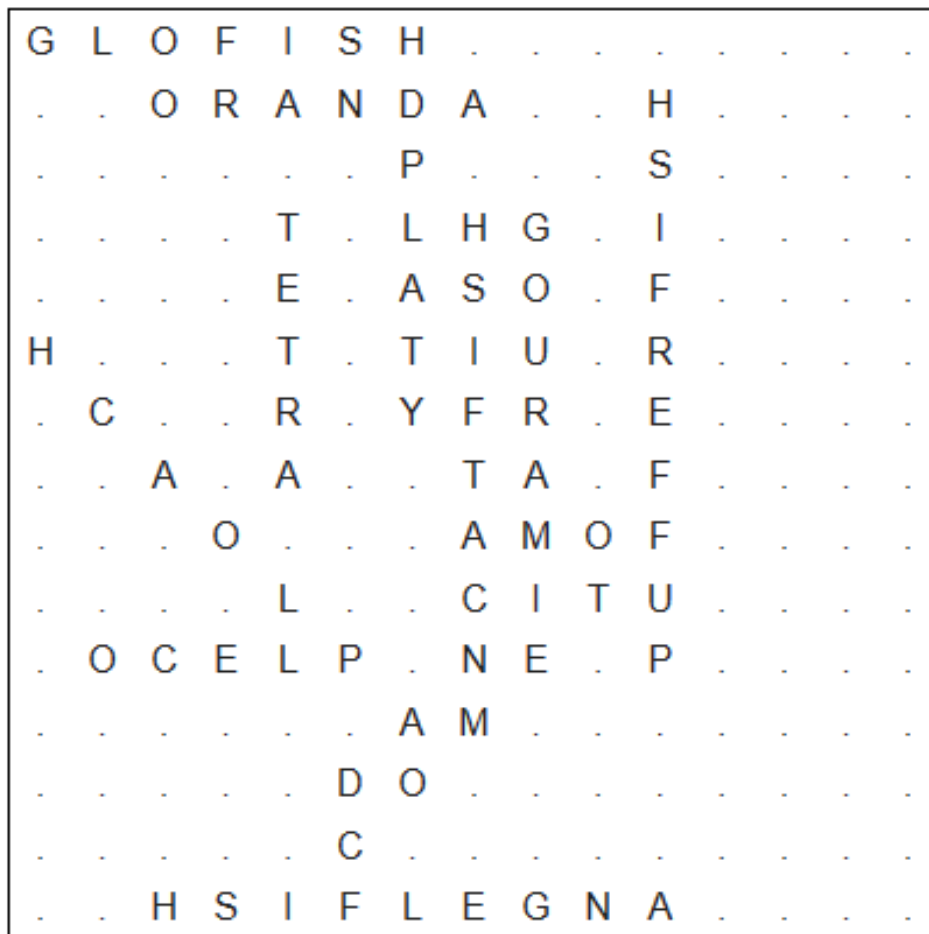 G L O F I S H . . . . . . . .
. . O R A N D A . . H . . . .
. . . . . . P . . . S . . . .
. . . . T . L H G . I . . . .
. . . . E . A S O . F . . . .
H . . . T . T I U . R . . . .
. C . . R . Y F R . E . . . .
. . A . A . . T A . F . . . .
. . . O . . . A M O F . . . .
. . . . L . . C I T U . . . .
. O C E L P . N E . P . . . .
. . . . . . A M . . . . . . .
. . . . . D O . . . . . . . .
. . . . . C . . . . . . . . .
. . H S I F L E G N A . . . .